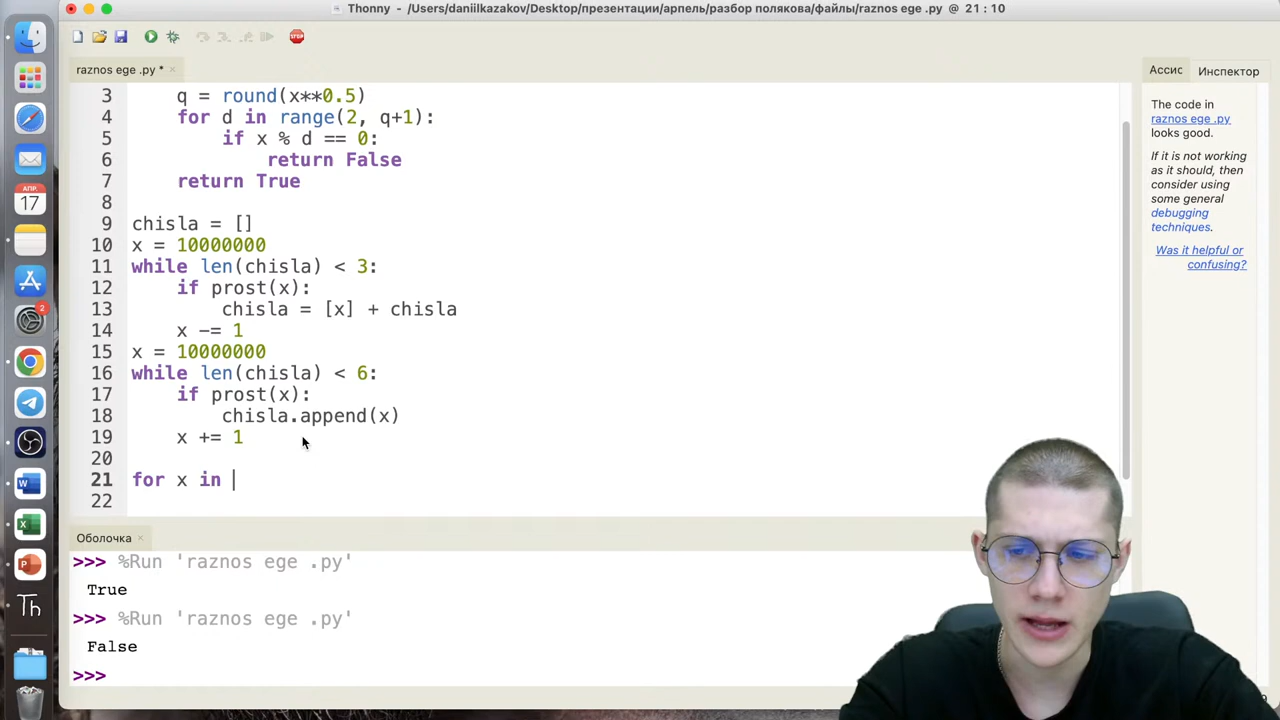 Thonny - /Users/daniilkazakov/Desktop/презентации/арпель/разбор полякова/файлы/raznos ege .py @ 21 : 10
raznos ege .py * ×
Ассис
Инспектор
3 q = round(x**0.5)
4 for d in range(2, q+1):
5 if x % d == 0:
6 return False
7 return True
8
9 chisla = []
10 x = 10000000
11 while len(chisla) < 3:
12 if prost(x):
13 chisla = [x] + chisla
14 x -= 1
15 x = 10000000
16 while len(chisla) < 6:
17 if prost(x):
18 chisla.append(x)
19 x += 1
20
21 for x in
22
The code in
raznos ege .py
looks good.
If it is not working
as it should, then
consider using
some general
debugging
techniques.
Was it helpful or
confusing?
Оболочка ×
>>> %Run 'raznos ege .py'
True
>>> %Run 'raznos ege .py'
False
>>>
АПР.
17
2
Th
STOP